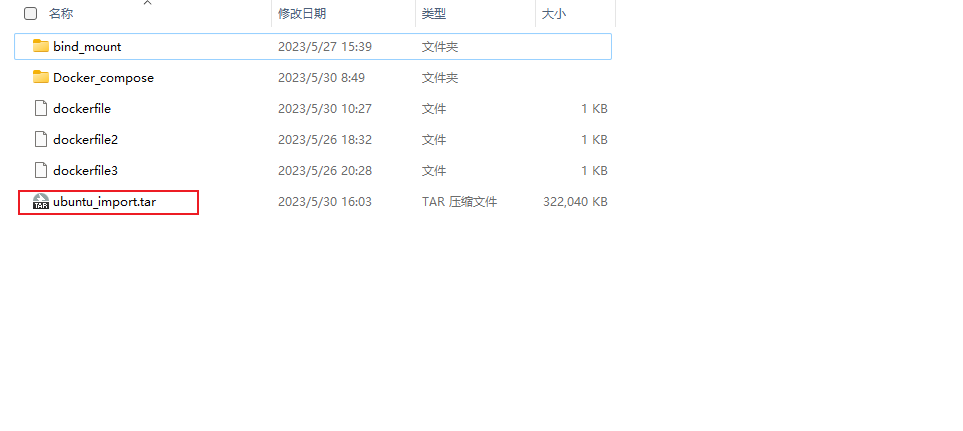 名称 修改日期 类型 大小
bind_mount 2023/5/27 15:39 文件夹
Docker_compose 2023/5/30 8:49 文件夹
dockerfile 2023/5/30 10:27 文件 1 KB
dockerfile2 2023/5/26 18:32 文件 1 KB
dockerfile3 2023/5/26 20:28 文件 1 KB
TAR ubuntu_import.tar 2023/5/30 16:03 TAR 压缩文件 322,040 KB